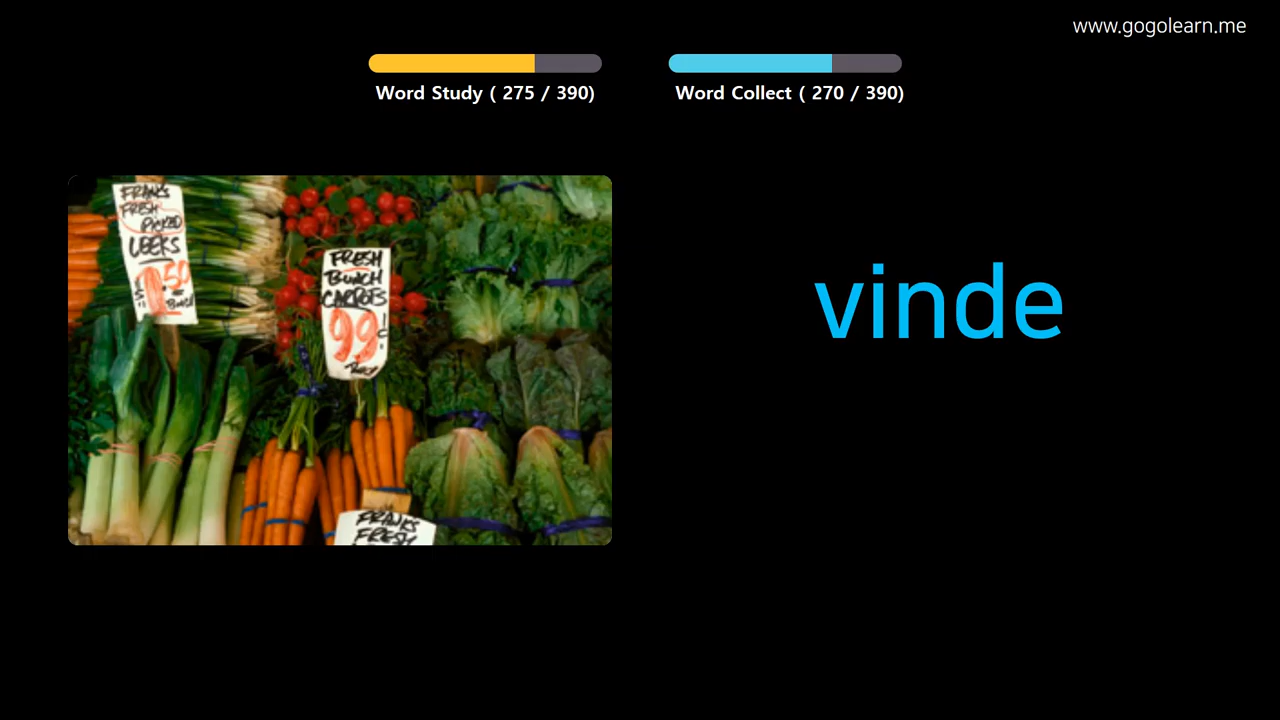 www.gogolearn.me
Word Study ( 275 / 390)
Word Collect ( 270 / 390)
FRANK'S
FRESH
PICKED
LEEKS
FRESH
BUNCH
CARROTS
99
vinde
FRANK'S
FRESH